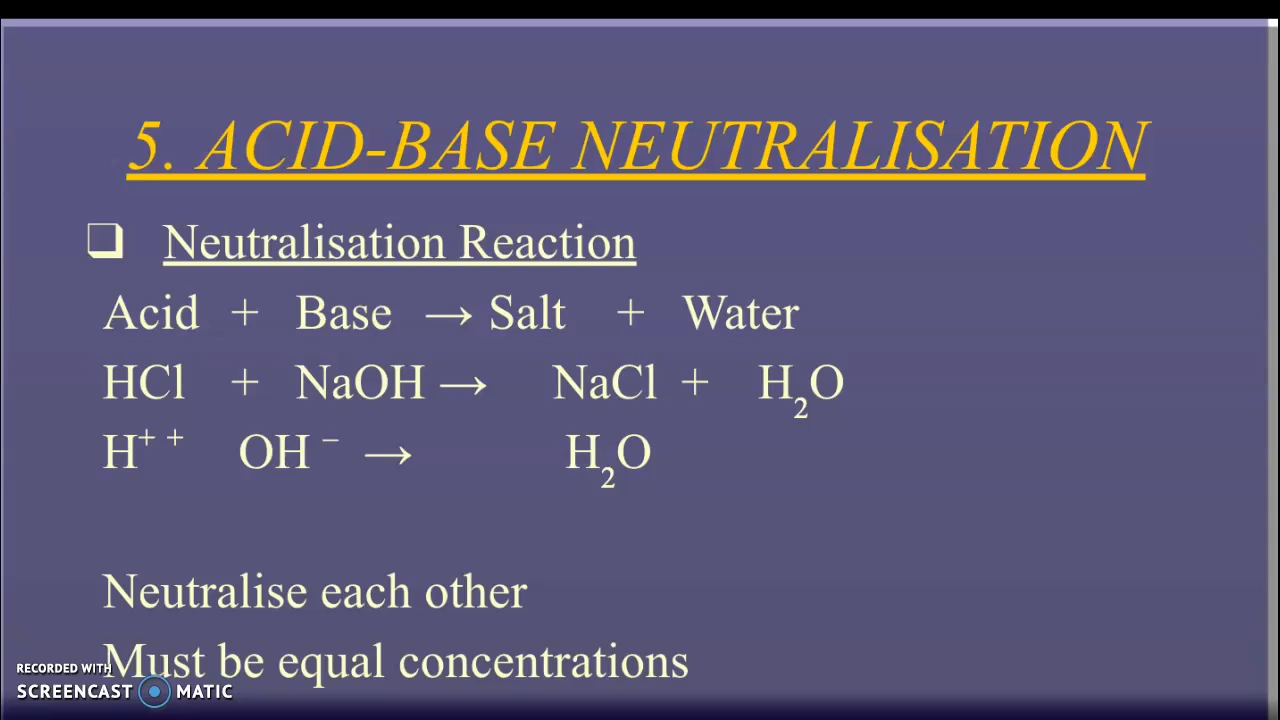 5. ACID-BASE NEUTRALISATION
❑ Neutralisation Reaction
Acid + Base → Salt + Water
HCl + NaOH → NaCl + H₂O
H⁺ ⁺ OH ⁻ → H₂O
Neutralise each other
Must be equal concentrations
RECORDED WITH
SCREENCAST MATIC